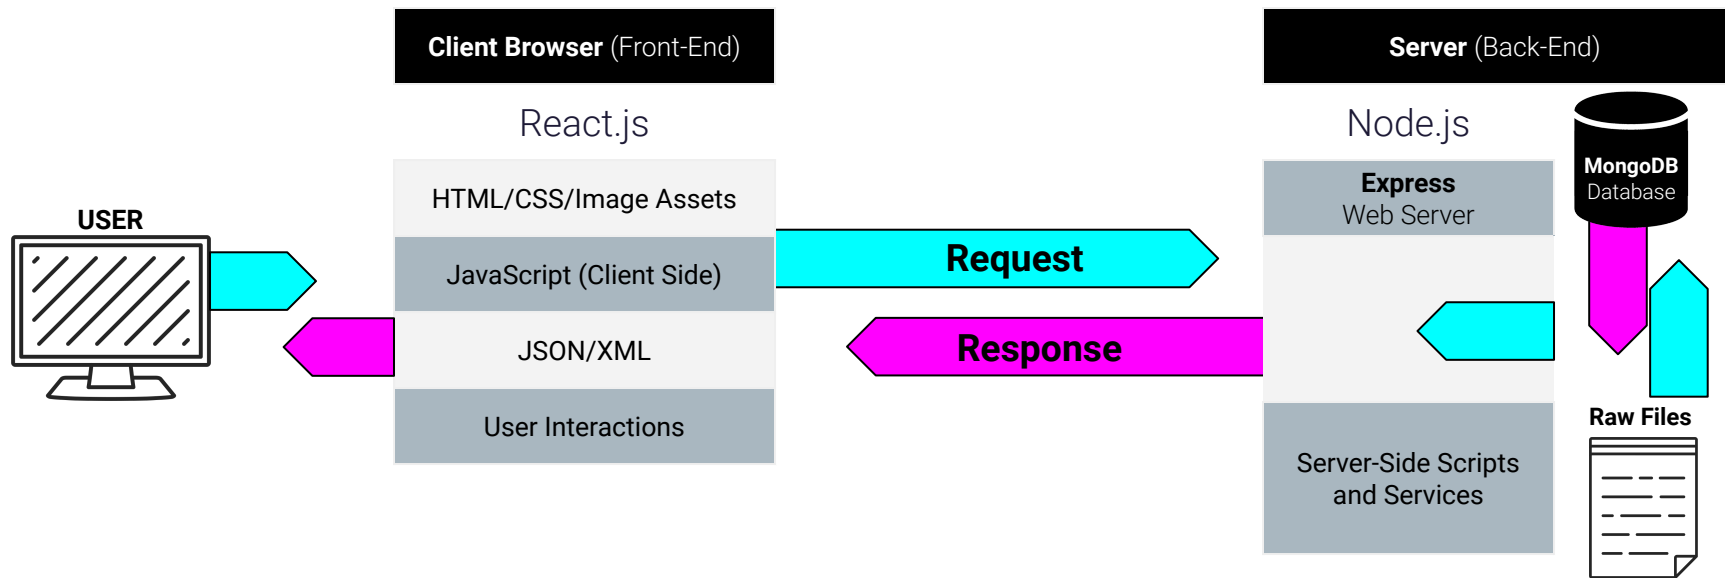 Client Browser (Front-End)
Server (Back-End)
React.js
Node.js
MongoDB
Database
HTML/CSS/Image Assets
Express
Web Server
USER
JavaScript (Client Side)
Request
JSON/XML
Response
User Interactions
Raw Files
Server-Side Scripts
and Services